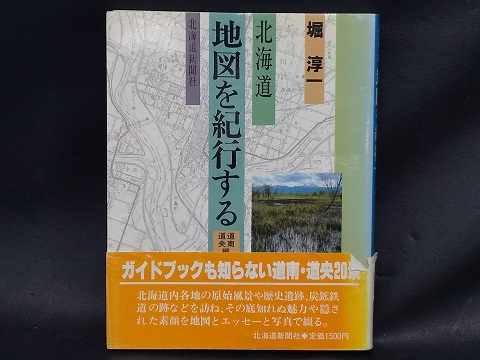 堀 淳一
北海道
地図を紀行する
道南
道央
北海道新聞社
ガイドブックも知らない道南・道央20景
北海道内各地の原始風景や歴史遺跡、炭鉱鉄
道の跡などを訪ね、その底知れぬ魅力や隠さ
れた素顔を地図とエッセーと写真で綴る。
北海道新聞社●定価1500円